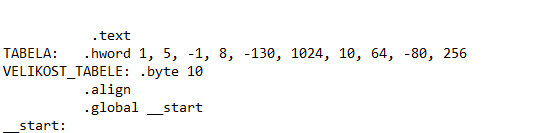 .text
TABELA: .hword 1, 5, -1, 8, -130, 1024, 10, 64, -80, 256
VELIKOST_TABELE: .byte 10
.align
.global __start
__start: